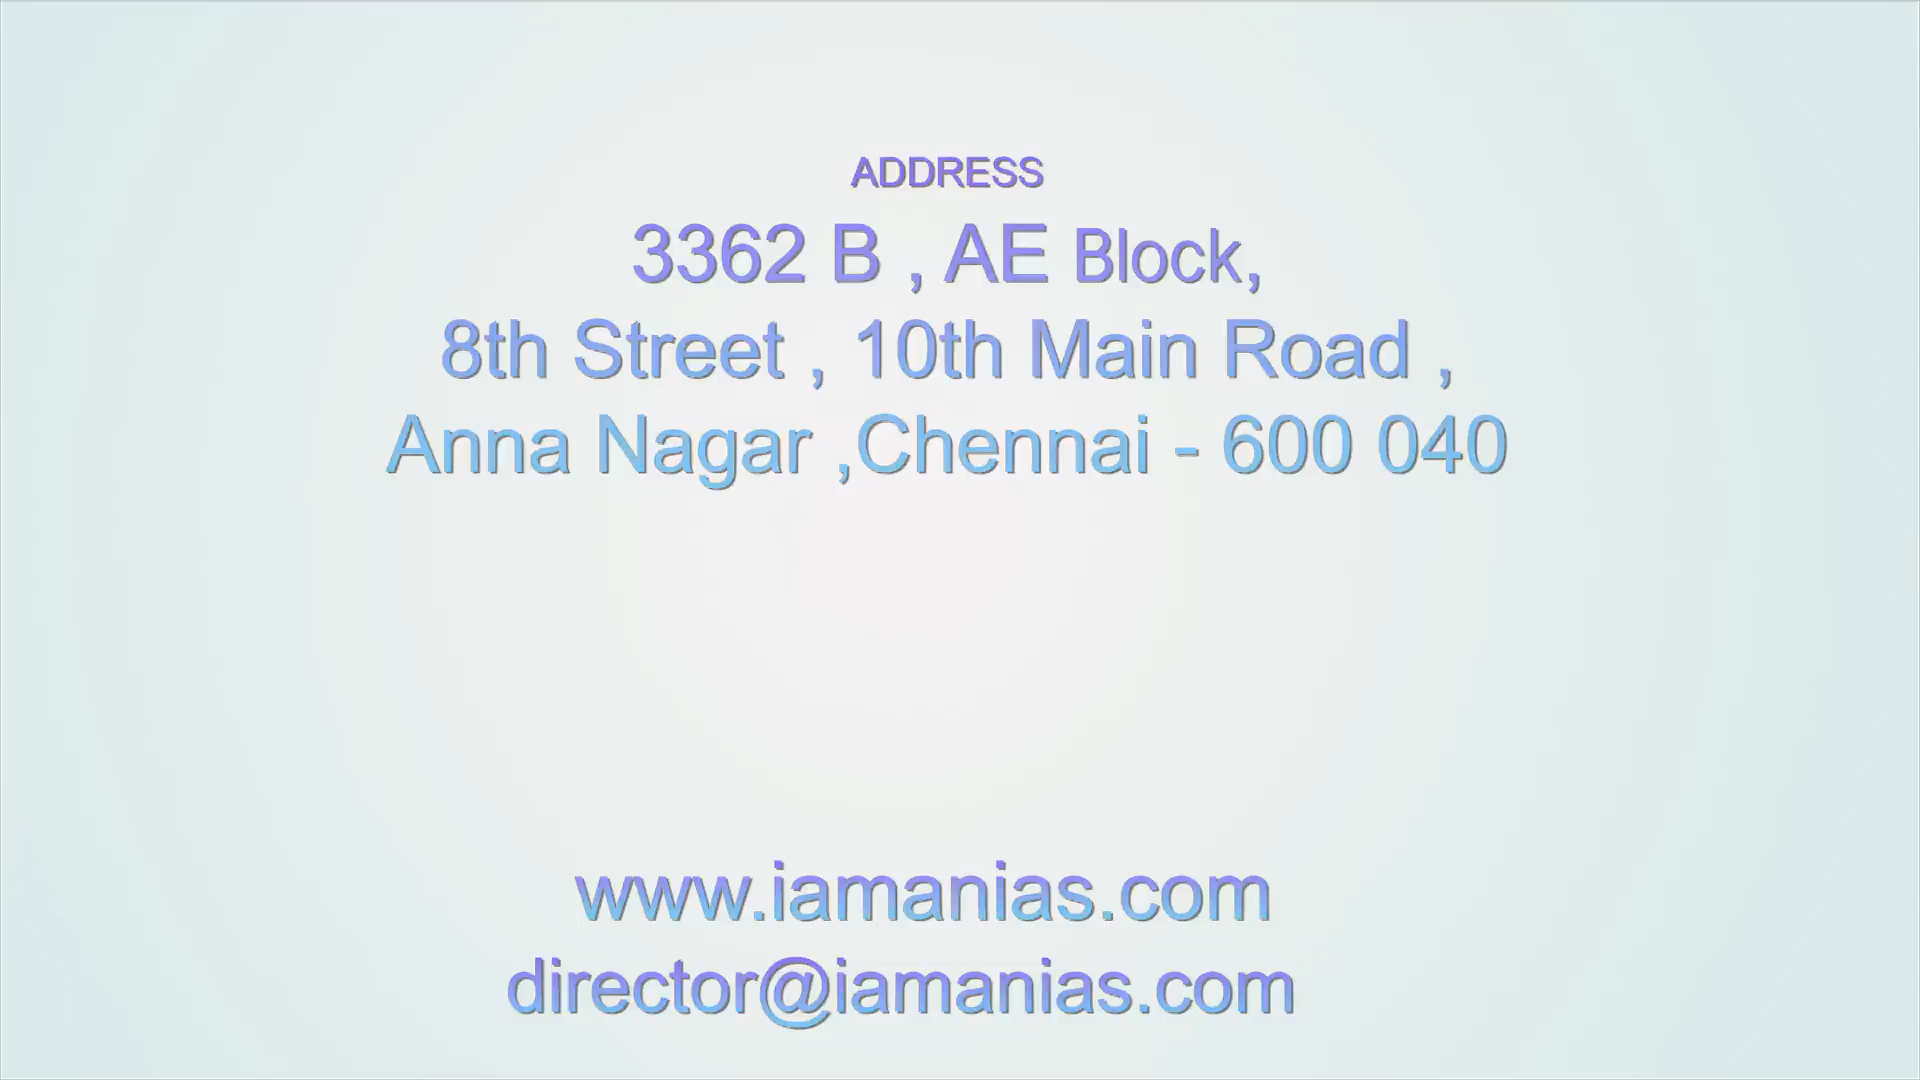 ADDRESS
3362 B , AE Block,
8th Street , 10th Main Road ,
Anna Nagar ,Chennai - 600 040
www.iamanias.com
director@iamanias.com